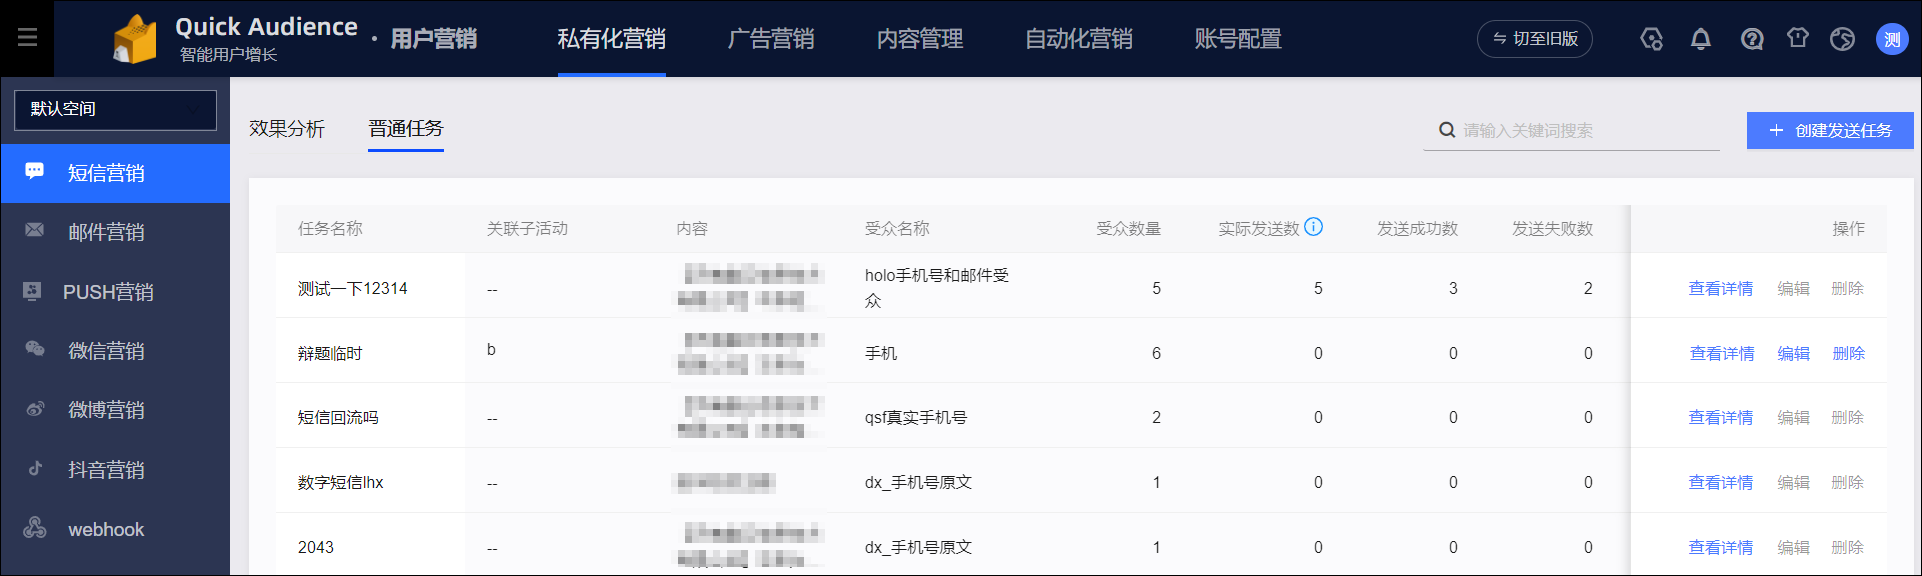 Quick Audience
智能用户增长
· 用户营销
私有化营销
广告营销
内容管理
自动化营销
账号配置
切至旧版
测
默认空间
短信营销
邮件营销
PUSH营销
微信营销
微博营销
抖音营销
webhook
效果分析
普通任务
请输入关键词搜索
+ 创建发送任务
任务名称 关联子活动 内容 受众名称 受众数量 实际发送数 发送成功数 发送失败数 操作
测试一下12314 -- holo手机号和邮件受
众 5 5 3 2 查看详情 编辑 删除
辩题临时 b 手机 6 0 0 0 查看详情 编辑 删除
短信回流吗 -- qsf真实手机号 2 0 0 0 查看详情 编辑 删除
数字短信lhx -- dx_手机号原文 1 0 0 0 查看详情 编辑 删除
2043 -- dx_手机号原文 1 0 0 0 查看详情 编辑 删除